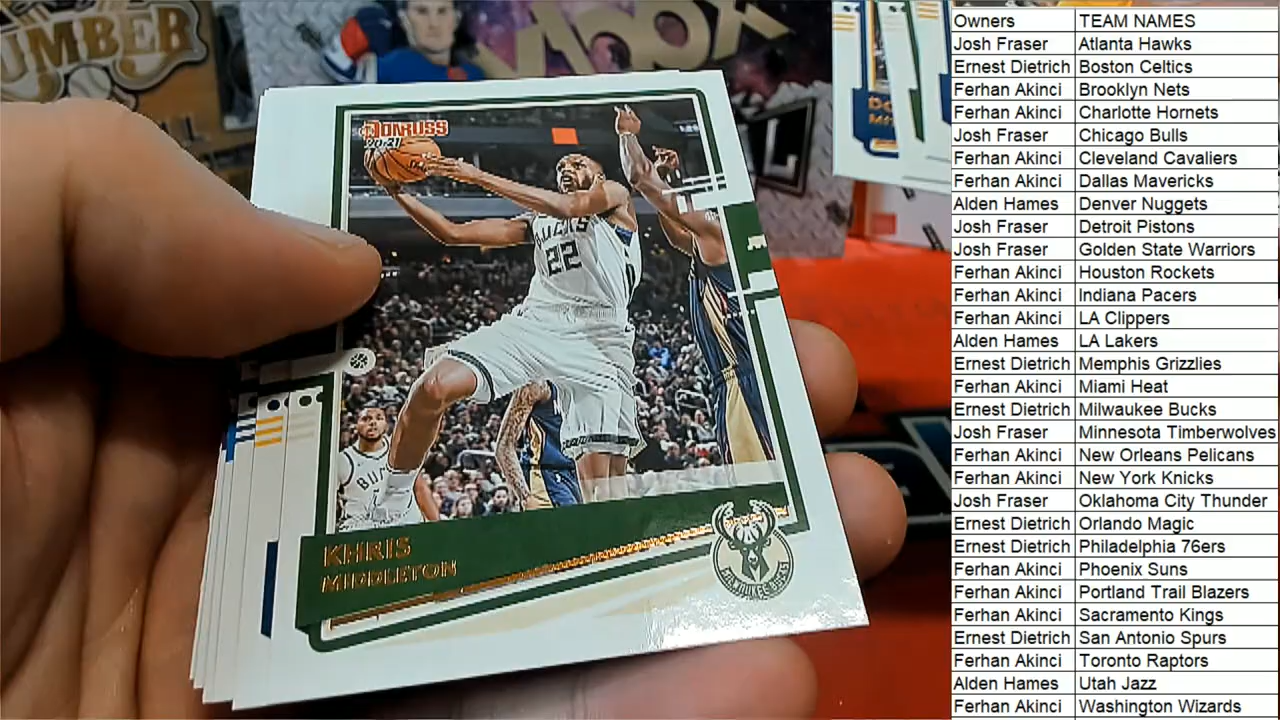 DONRUSS
20-21
BUCKS
22
KHRIS
MIDDLETON
MILWAUKEE BUCKS
Owners TEAM NAMES
Josh Fraser Atlanta Hawks
Ernest Dietrich Boston Celtics
Ferhan Akinci Brooklyn Nets
Ferhan Akinci Charlotte Hornets
Josh Fraser Chicago Bulls
Ferhan Akinci Cleveland Cavaliers
Ferhan Akinci Dallas Mavericks
Alden Hames Denver Nuggets
Josh Fraser Detroit Pistons
Josh Fraser Golden State Warriors
Ferhan Akinci Houston Rockets
Ferhan Akinci Indiana Pacers
Ferhan Akinci LA Clippers
Alden Hames LA Lakers
Ernest Dietrich Memphis Grizzlies
Ferhan Akinci Miami Heat
Ernest Dietrich Milwaukee Bucks
Josh Fraser Minnesota Timberwolves
Ferhan Akinci New Orleans Pelicans
Ferhan Akinci New York Knicks
Josh Fraser Oklahoma City Thunder
Ernest Dietrich Orlando Magic
Ernest Dietrich Philadelphia 76ers
Ferhan Akinci Phoenix Suns
Ferhan Akinci Portland Trail Blazers
Ferhan Akinci Sacramento Kings
Ernest Dietrich San Antonio Spurs
Ferhan Akinci Toronto Raptors
Alden Hames Utah Jazz
Ferhan Akinci Washington Wizards